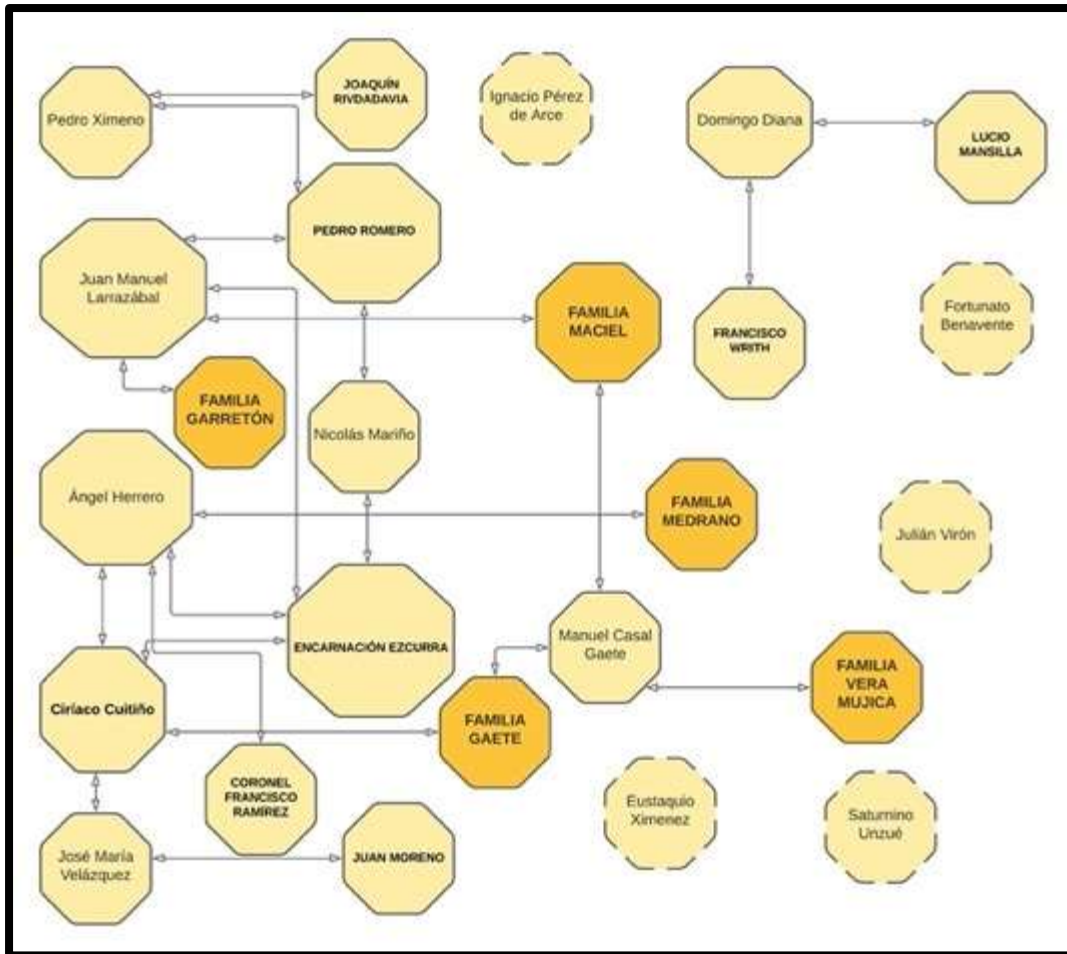 JOAQUÍN
RIVDADAVIA
Pedro Ximeno
Ignacio Pérez
de Arce
Domingo Diana
LUCIO
MANSILLA
PEDRO ROMERO
Juan Manuel
Larrazábal
FAMILIA
MACIEL
Fortunato
Benavente
FRANCISCO
WRITH
FAMILIA
GARRETÓN
Nicolás Mariño
Ángel Herrero
FAMILIA
MEDRANO
Julián Virón
ENCARNACIÓN EZCURRA
Manuel Casal
Gaete
FAMILIA
VERA
MUJICA
Ciríaco Cuitiño
FAMILIA
GAETE
CORONEL
FRANCISCO
RAMÍREZ
Eustaquio
Ximenez
Saturnino
Unzué
José María
Velázquez
JUAN MORENO